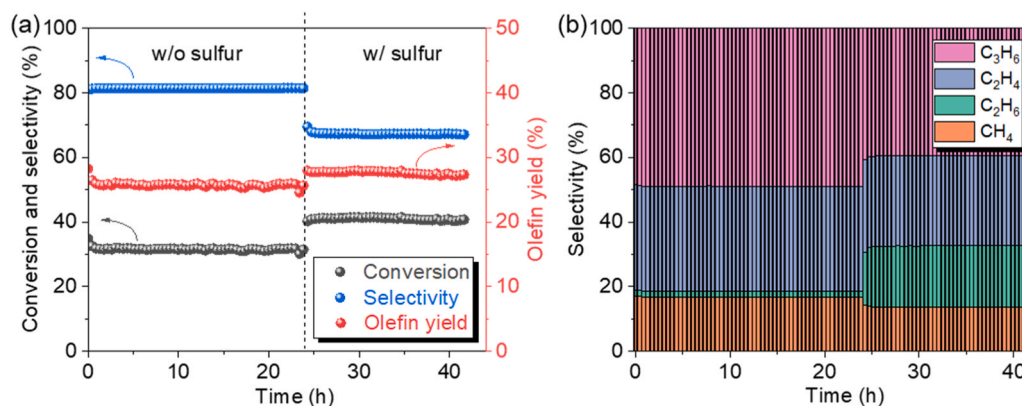 (a)
Conversion and selectivity (%)
100
80
60
40
20
0
w/o sulfur
w/ sulfur
Conversion
Selectivity
Olefin yield
50
40
30
20
10
0
Olefin yield (%)
0
10
20
30
40
Time (h)
(b)
Selectivity (%)
100
80
60
40
20
0
C₃H₆
C₂H₄
C₂H₆
CH₄
0
10
20
30
40
Time (h)